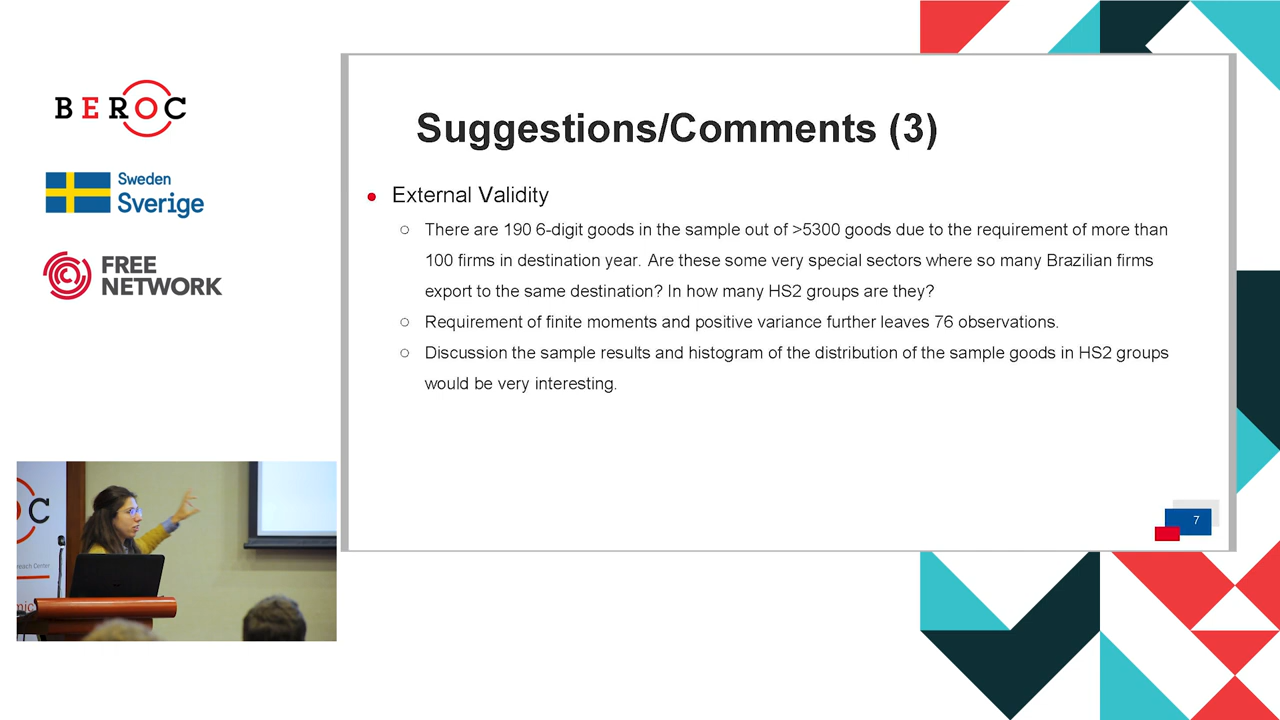 BEROC
Sweden
Sverige
FREE
NETWORK
Suggestions/Comments (3)
External Validity
There are 190 6-digit goods in the sample out of >5300 goods due to the requirement of more than
100 firms in destination year. Are these some very special sectors where so many Brazilian firms
export to the same destination? In how many HS2 groups are they?
Requirement of finite moments and positive variance further leaves 76 observations.
Discussion the sample results and histogram of the distribution of the sample goods in HS2 groups
would be very interesting.
7
C